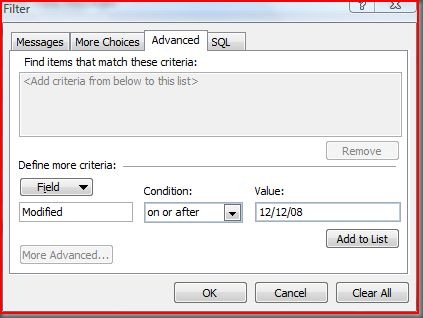 Filter
Messages More Choices Advanced SQL
Find items that match these criteria:
<Add criteria from below to this list>
Remove
Define more criteria:
Field Condition: Value:
Modified on or after 12/12/08
Add to List
More Advanced...
OK Cancel Clear All